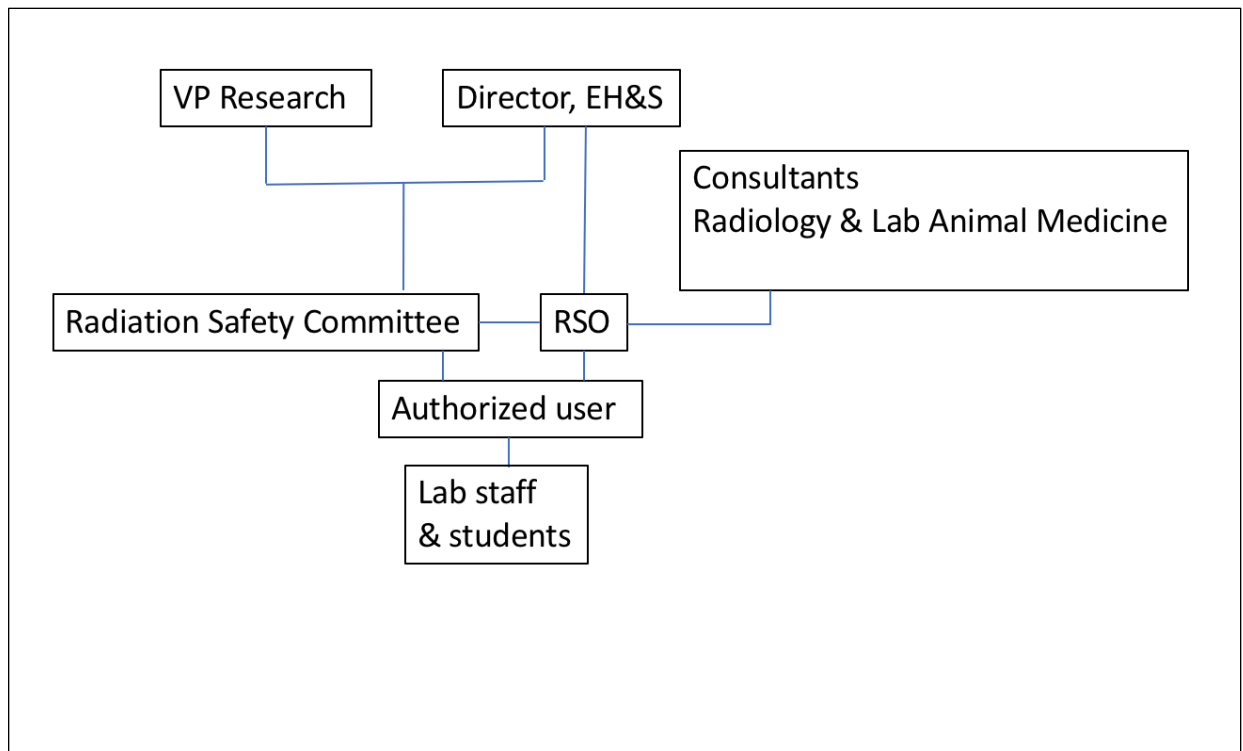 VP Research
Director, EH&S
Consultants
Radiology & Lab Animal Medicine
Radiation Safety Committee
RSO
Authorized user
Lab staff
& students